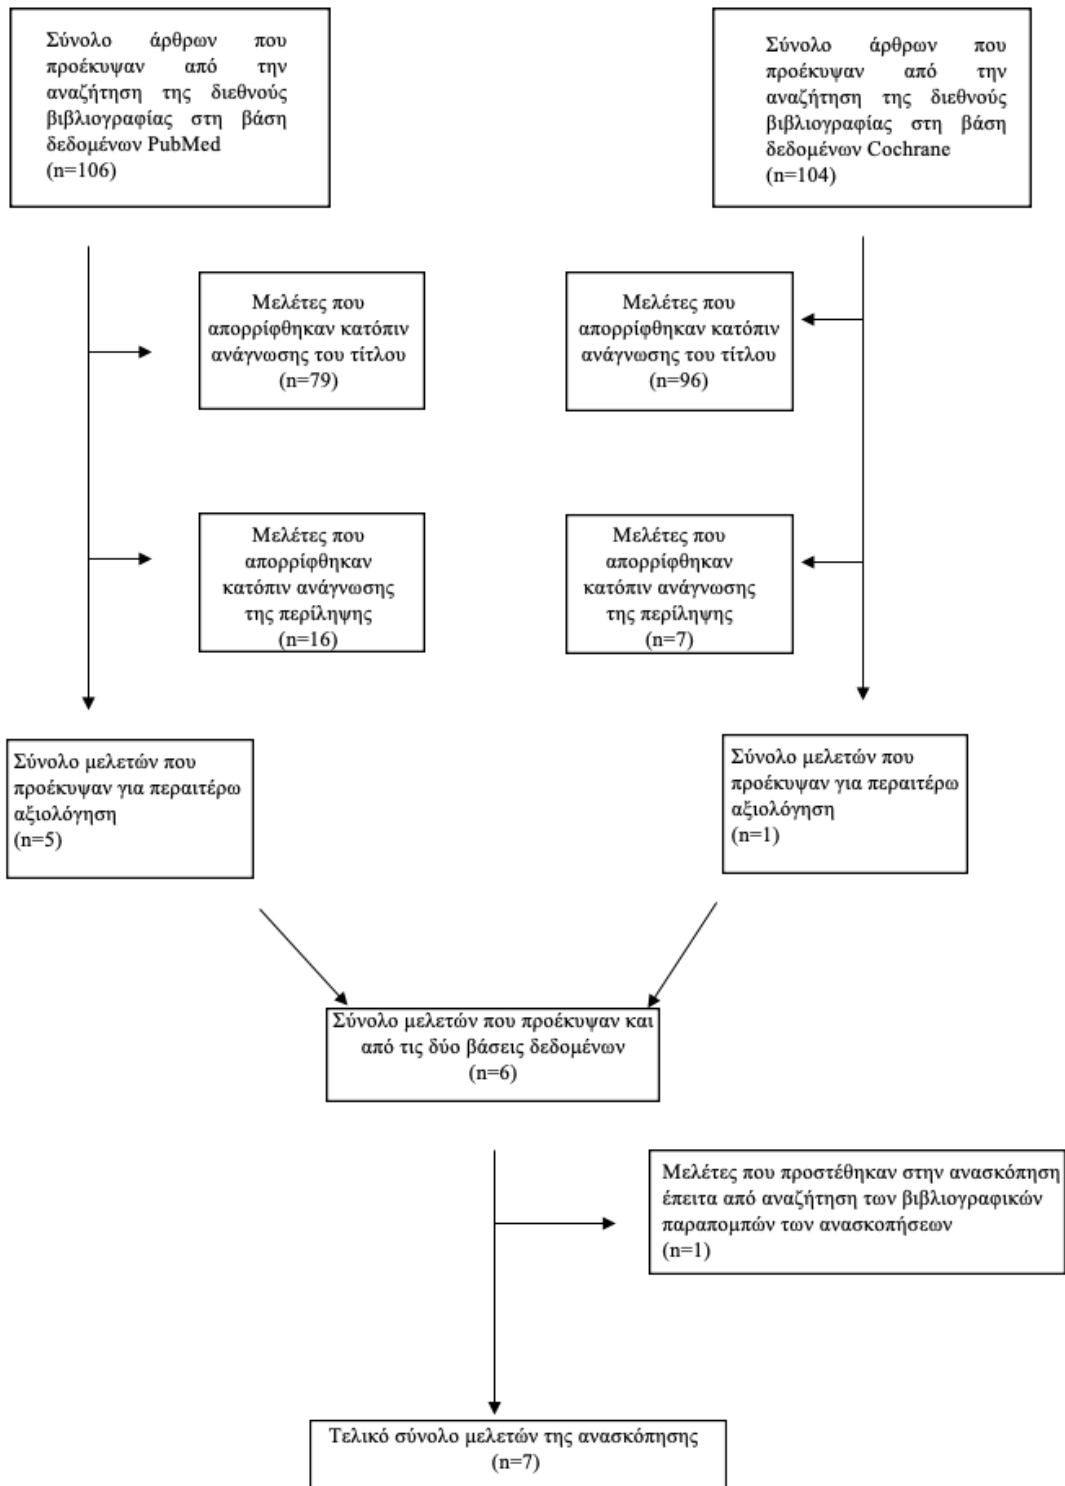 Σύνολο άρθρων που
προέκυψαν από την
αναζήτηση της διεθνούς
βιβλιογραφίας στη βάση
δεδομένων PubMed
(n=106)
Σύνολο άρθρων που
προέκυψαν από την
αναζήτηση της διεθνούς
βιβλιογραφίας στη βάση
δεδομένων Cochrane
(n=104)
Μελέτες που
απορρίφθηκαν κατόπιν
ανάγνωσης του τίτλου
(n=79)
Μελέτες που
απορρίφθηκαν κατόπιν
ανάγνωσης του τίτλου
(n=96)
Μελέτες που
απορρίφθηκαν
κατόπιν ανάγνωσης
της περίληψης
(n=16)
Μελέτες που
απορρίφθηκαν
κατόπιν ανάγνωσης
της περίληψης
(n=7)
Σύνολο μελετών που
προέκυψαν για περαιτέρω
αξιολόγηση
(n=5)
Σύνολο μελετών που
προέκυψαν για περαιτέρω
αξιολόγηση
(n=1)
Σύνολο μελετών που προέκυψαν και
από τις δύο βάσεις δεδομένων
(n=6)
Μελέτες που προστέθηκαν στην ανασκόπηση
έπειτα από αναζήτηση των βιβλιογραφικών
παραπομπών των ανασκοπήσεων
(n=1)
Τελικό σύνολο μελετών της ανασκόπησης
(n=7)